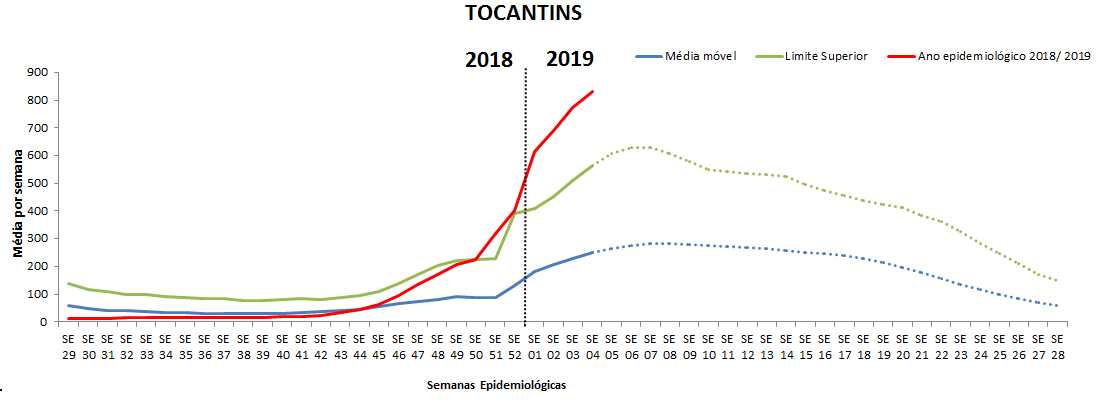 TOCANTINS
2018 2019
Média móvel Limite Superior Ano epidemiológico 2018/ 2019
Média por semana
900
800
700
600
500
400
300
200
100
0
SE SE SE SE SE SE SE SE SE SE SE SE SE SE SE SE SE SE SE SE SE SE SE SE SE SE SE SE SE SE SE SE SE SE SE SE SE SE SE SE SE SE SE SE SE SE SE SE SE SE SE SE
29 30 31 32 33 34 35 36 37 38 39 40 41 42 43 44 45 46 47 48 49 50 51 52 01 02 03 04 05 06 07 08 09 10 11 12 13 14 15 16 17 18 19 20 21 22 23 24 25 26 27 28
Semanas Epidemiológicas
.